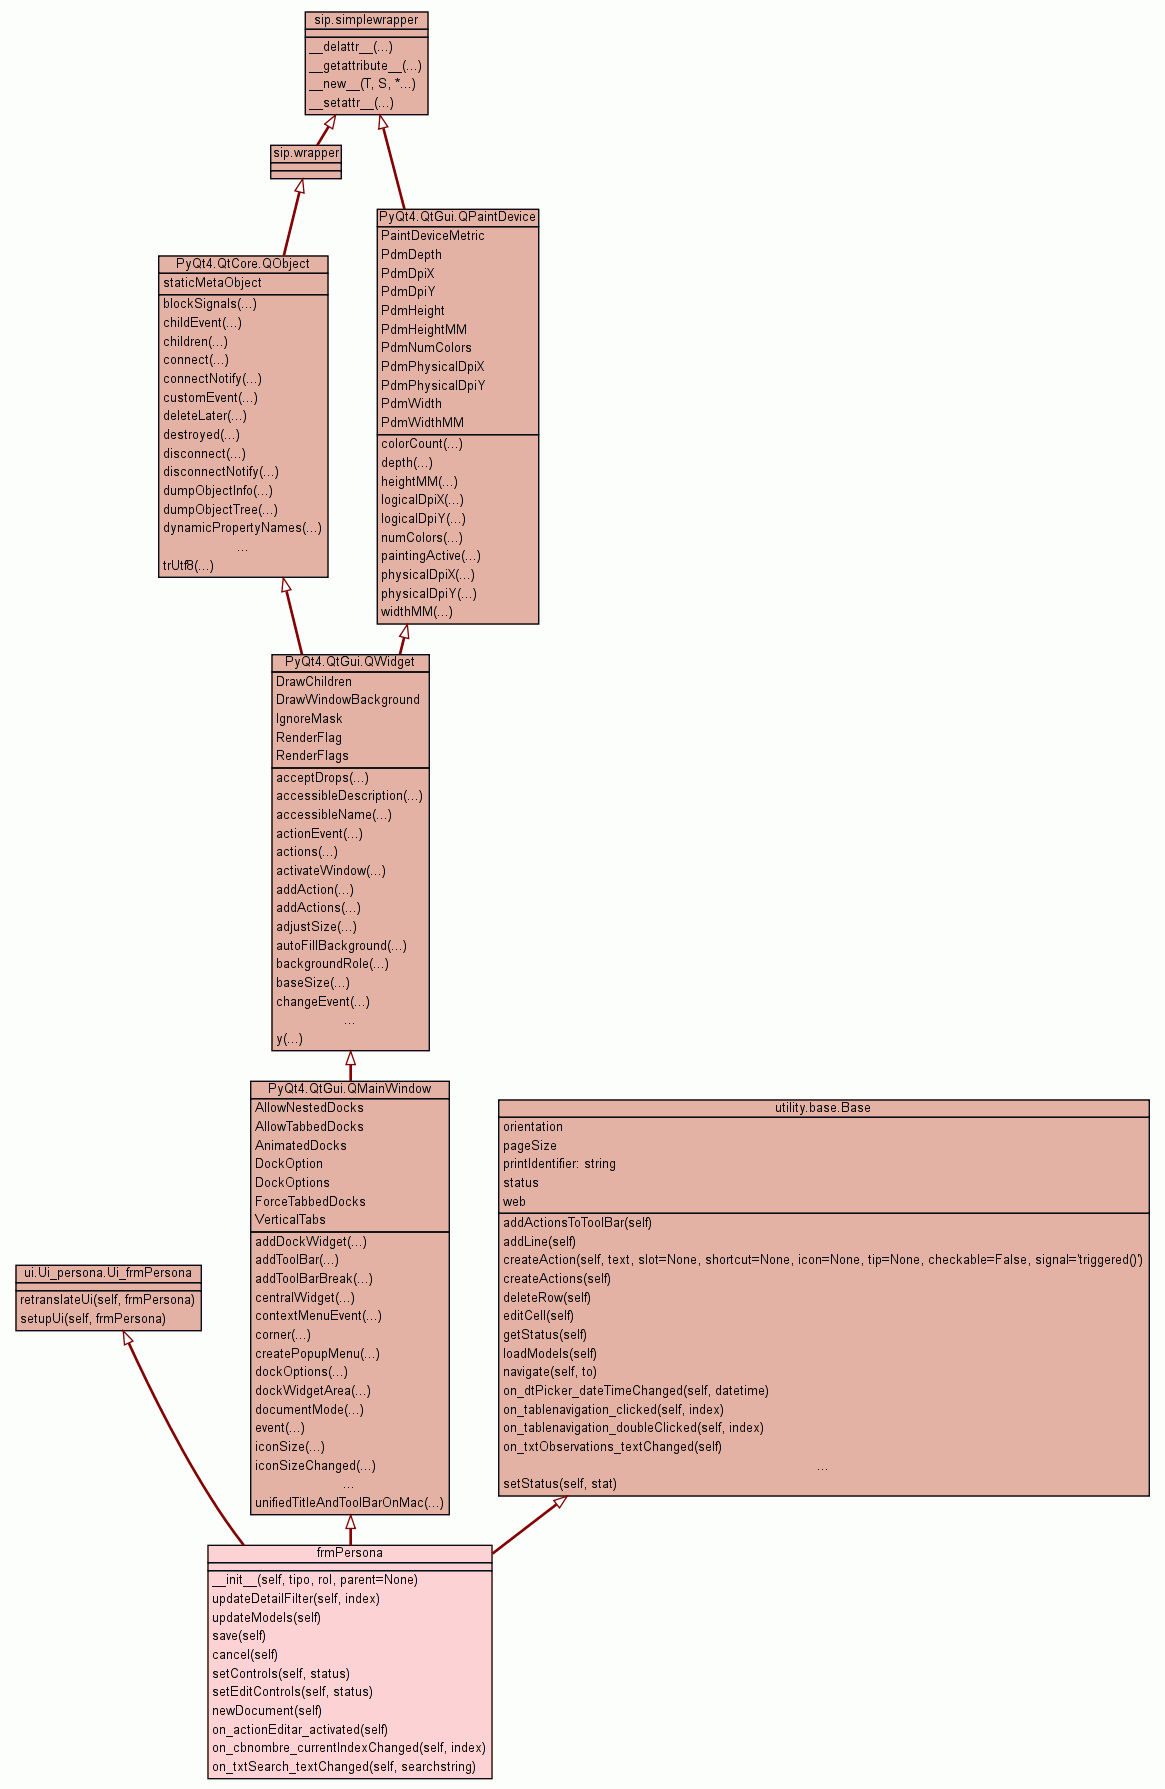 sip.simplewrapper
__delattr__(...)
__getattribute__(...)
__new__(T, S, *...)
__setattr__(...)
sip.wrapper
PyQt4.QtGui.QPaintDevice
PaintDeviceMetric
PdmDepth
PdmDpiX
PdmDpiY
PdmHeight
PdmHeightMM
PdmNumColors
PdmPhysicalDpiX
PdmPhysicalDpiY
PdmWidth
PdmWidthMM
colorCount(...)
depth(...)
heightMM(...)
logicalDpiX(...)
logicalDpiY(...)
numColors(...)
paintingActive(...)
physicalDpiX(...)
physicalDpiY(...)
widthMM(...)
PyQt4.QtCore.QObject
staticMetaObject
blockSignals(...)
childEvent(...)
children(...)
connect(...)
connectNotify(...)
customEvent(...)
deleteLater(...)
destroyed(...)
disconnect(...)
disconnectNotify(...)
dumpObjectInfo(...)
dumpObjectTree(...)
dynamicPropertyNames(...)
...
trUtf8(...)
PyQt4.QtGui.QWidget
DrawChildren
DrawWindowBackground
IgnoreMask
RenderFlag
RenderFlags
acceptDrops(...)
accessibleDescription(...)
accessibleName(...)
actionEvent(...)
actions(...)
activateWindow(...)
addAction(...)
addActions(...)
adjustSize(...)
autoFillBackground(...)
backgroundRole(...)
baseSize(...)
changeEvent(...)
...
y(...)
PyQt4.QtGui.QMainWindow
AllowNestedDocks
AllowTabbedDocks
AnimatedDocks
DockOption
DockOptions
ForceTabbedDocks
VerticalTabs
addDockWidget(...)
addToolBar(...)
addToolBarBreak(...)
centralWidget(...)
contextMenuEvent(...)
corner(...)
createPopupMenu(...)
dockOptions(...)
dockWidgetArea(...)
documentMode(...)
event(...)
iconSize(...)
iconSizeChanged(...)
...
unifiedTitleAndToolBarOnMac(...)
utility.base.Base
orientation
pageSize
printIdentifier: string
status
web
addActionsToToolBar(self)
addLine(self)
createAction(self, text, slot=None, shortcut=None, icon=None, tip=None, checkable=False, signal='triggered()')
createActions(self)
deleteRow(self)
editCell(self)
getStatus(self)
loadModels(self)
navigate(self, to)
on_dtPicker_dateTimeChanged(self, datetime)
on_tablenavigation_clicked(self, index)
on_tablenavigation_doubleClicked(self, index)
on_txtObservations_textChanged(self)
...
setStatus(self, stat)
ui.Ui_persona.Ui_frmPersona
retranslateUi(self, frmPersona)
setupUi(self, frmPersona)
frmPersona
__init__(self, tipo, rol, parent=None)
updateDetailFilter(self, index)
updateModels(self)
save(self)
cancel(self)
setControls(self, status)
setEditControls(self, status)
newDocument(self)
on_actionEditar_activated(self)
on_cbnombre_currentIndexChanged(self, index)
on_txtSearch_textChanged(self, searchstring)